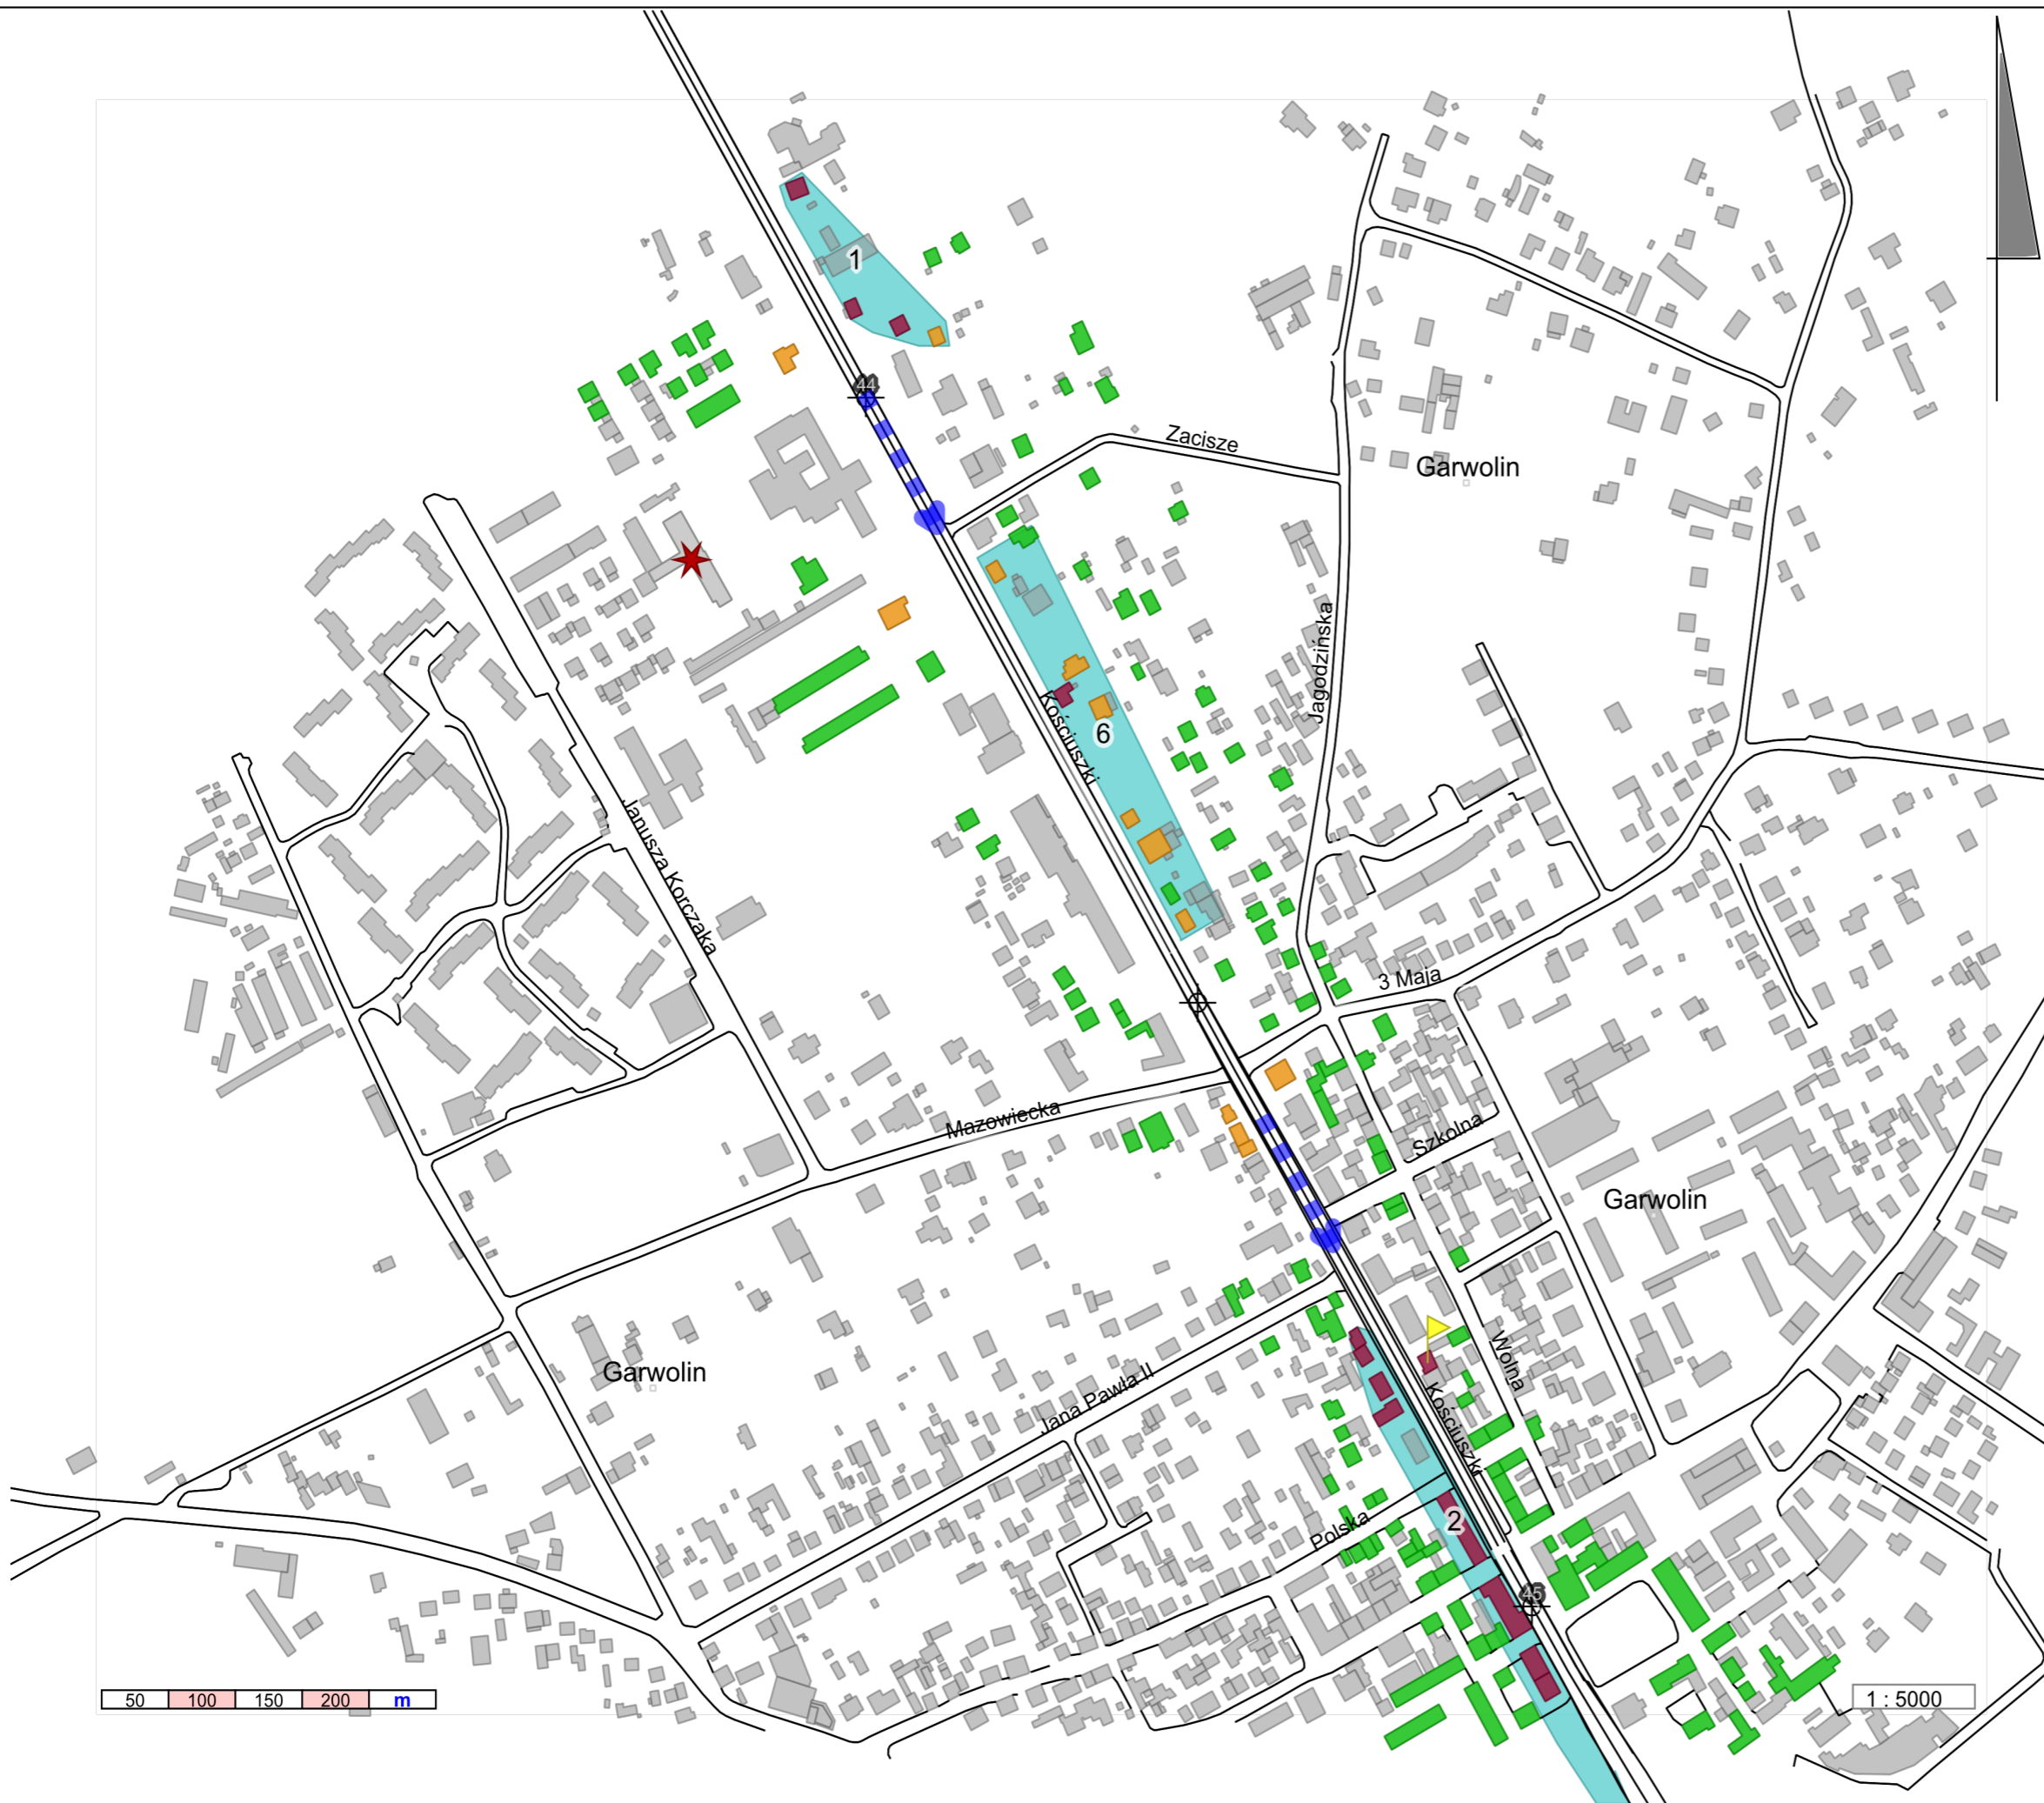 1
44
Zacisze
Garwolin
Jagodzińska
Kościuszki
6
Janusza Korczaka
3 Maja
Mazowiecka
Szkolna
Garwolin
Wolna
Garwolin
Jana Pawła II
Kościuszki
Polska
2
45
50 100 150 200 m
1 : 5000